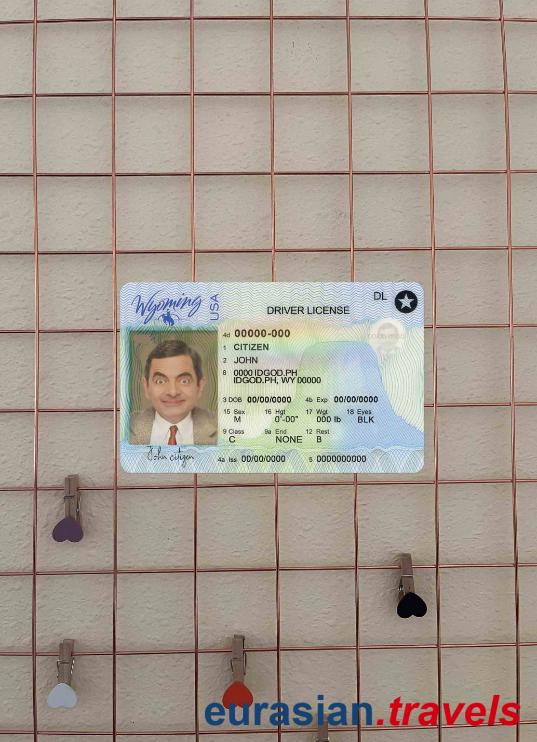 Wyoming USA
DL
DRIVER LICENSE
4d 00000-000
1 CITIZEN
2 JOHN
8 0000 IDGOD.PH
IDGOD.PH, WY 00000
3 DOB 00/00/0000 4b Exp 00/00/0000
15 Sex 16 Hgt 17 Wgt 18 Eyes
M 0'-00" 000 lb BLK
9 Class 9a End 12 Rest
C NONE B
John citizen
4a Iss 00/00/0000 5 0000000000
eurasian.travels